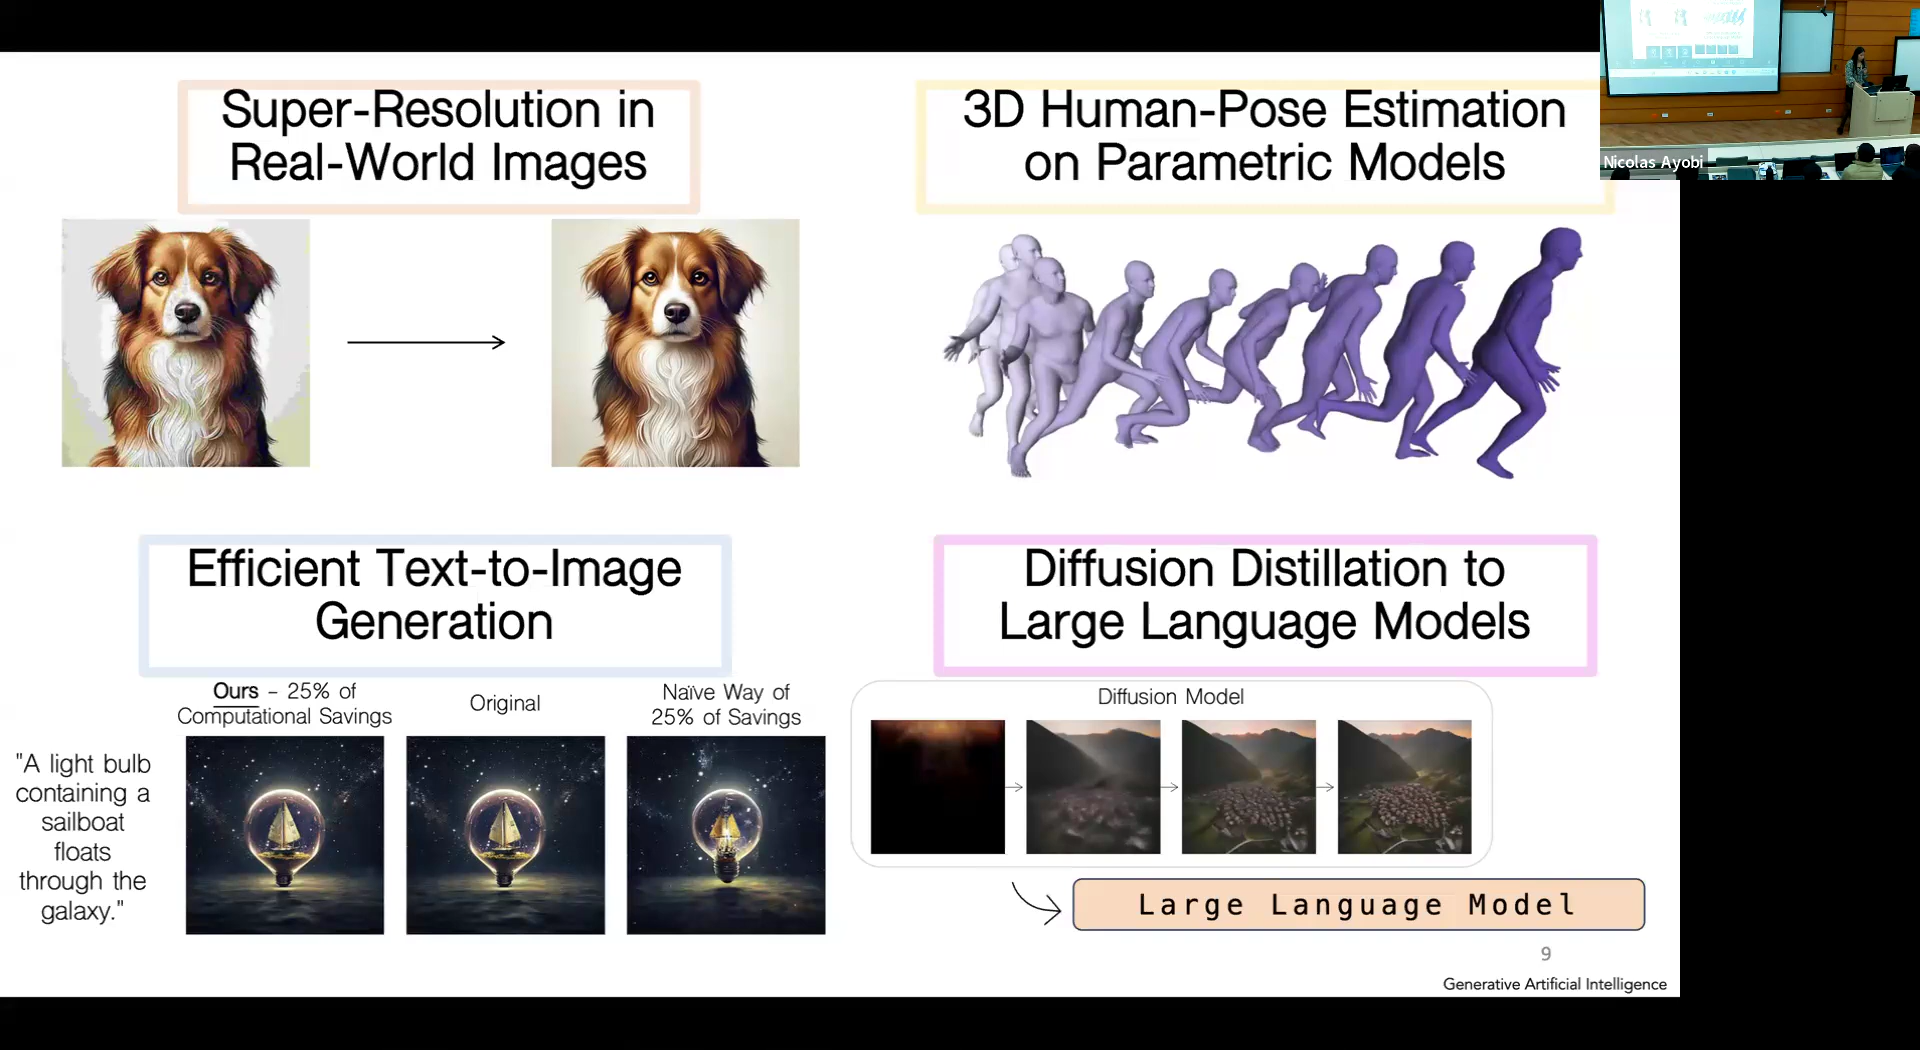 Super-Resolution in
Real-World Images
3D Human-Pose Estimation
on Parametric Models
Nicolas Ayobi
Efficient Text-to-Image
Generation
Ours – 25% of
Computational Savings
Original
Naïve Way of
25% of Savings
"A light bulb
containing a
sailboat
floats
through the
galaxy."
Diffusion Distillation to
Large Language Models
Diffusion Model
Large Language Model
9
Generative Artificial Intelligence